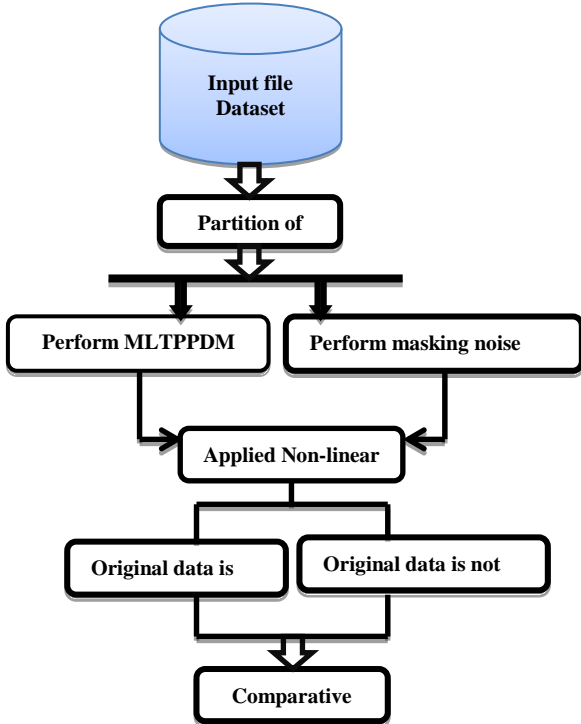 Input file
Dataset
Partition of
Perform MLTPPDM
Perform masking noise
Applied Non-linear
Original data is
Original data is not
Comparative